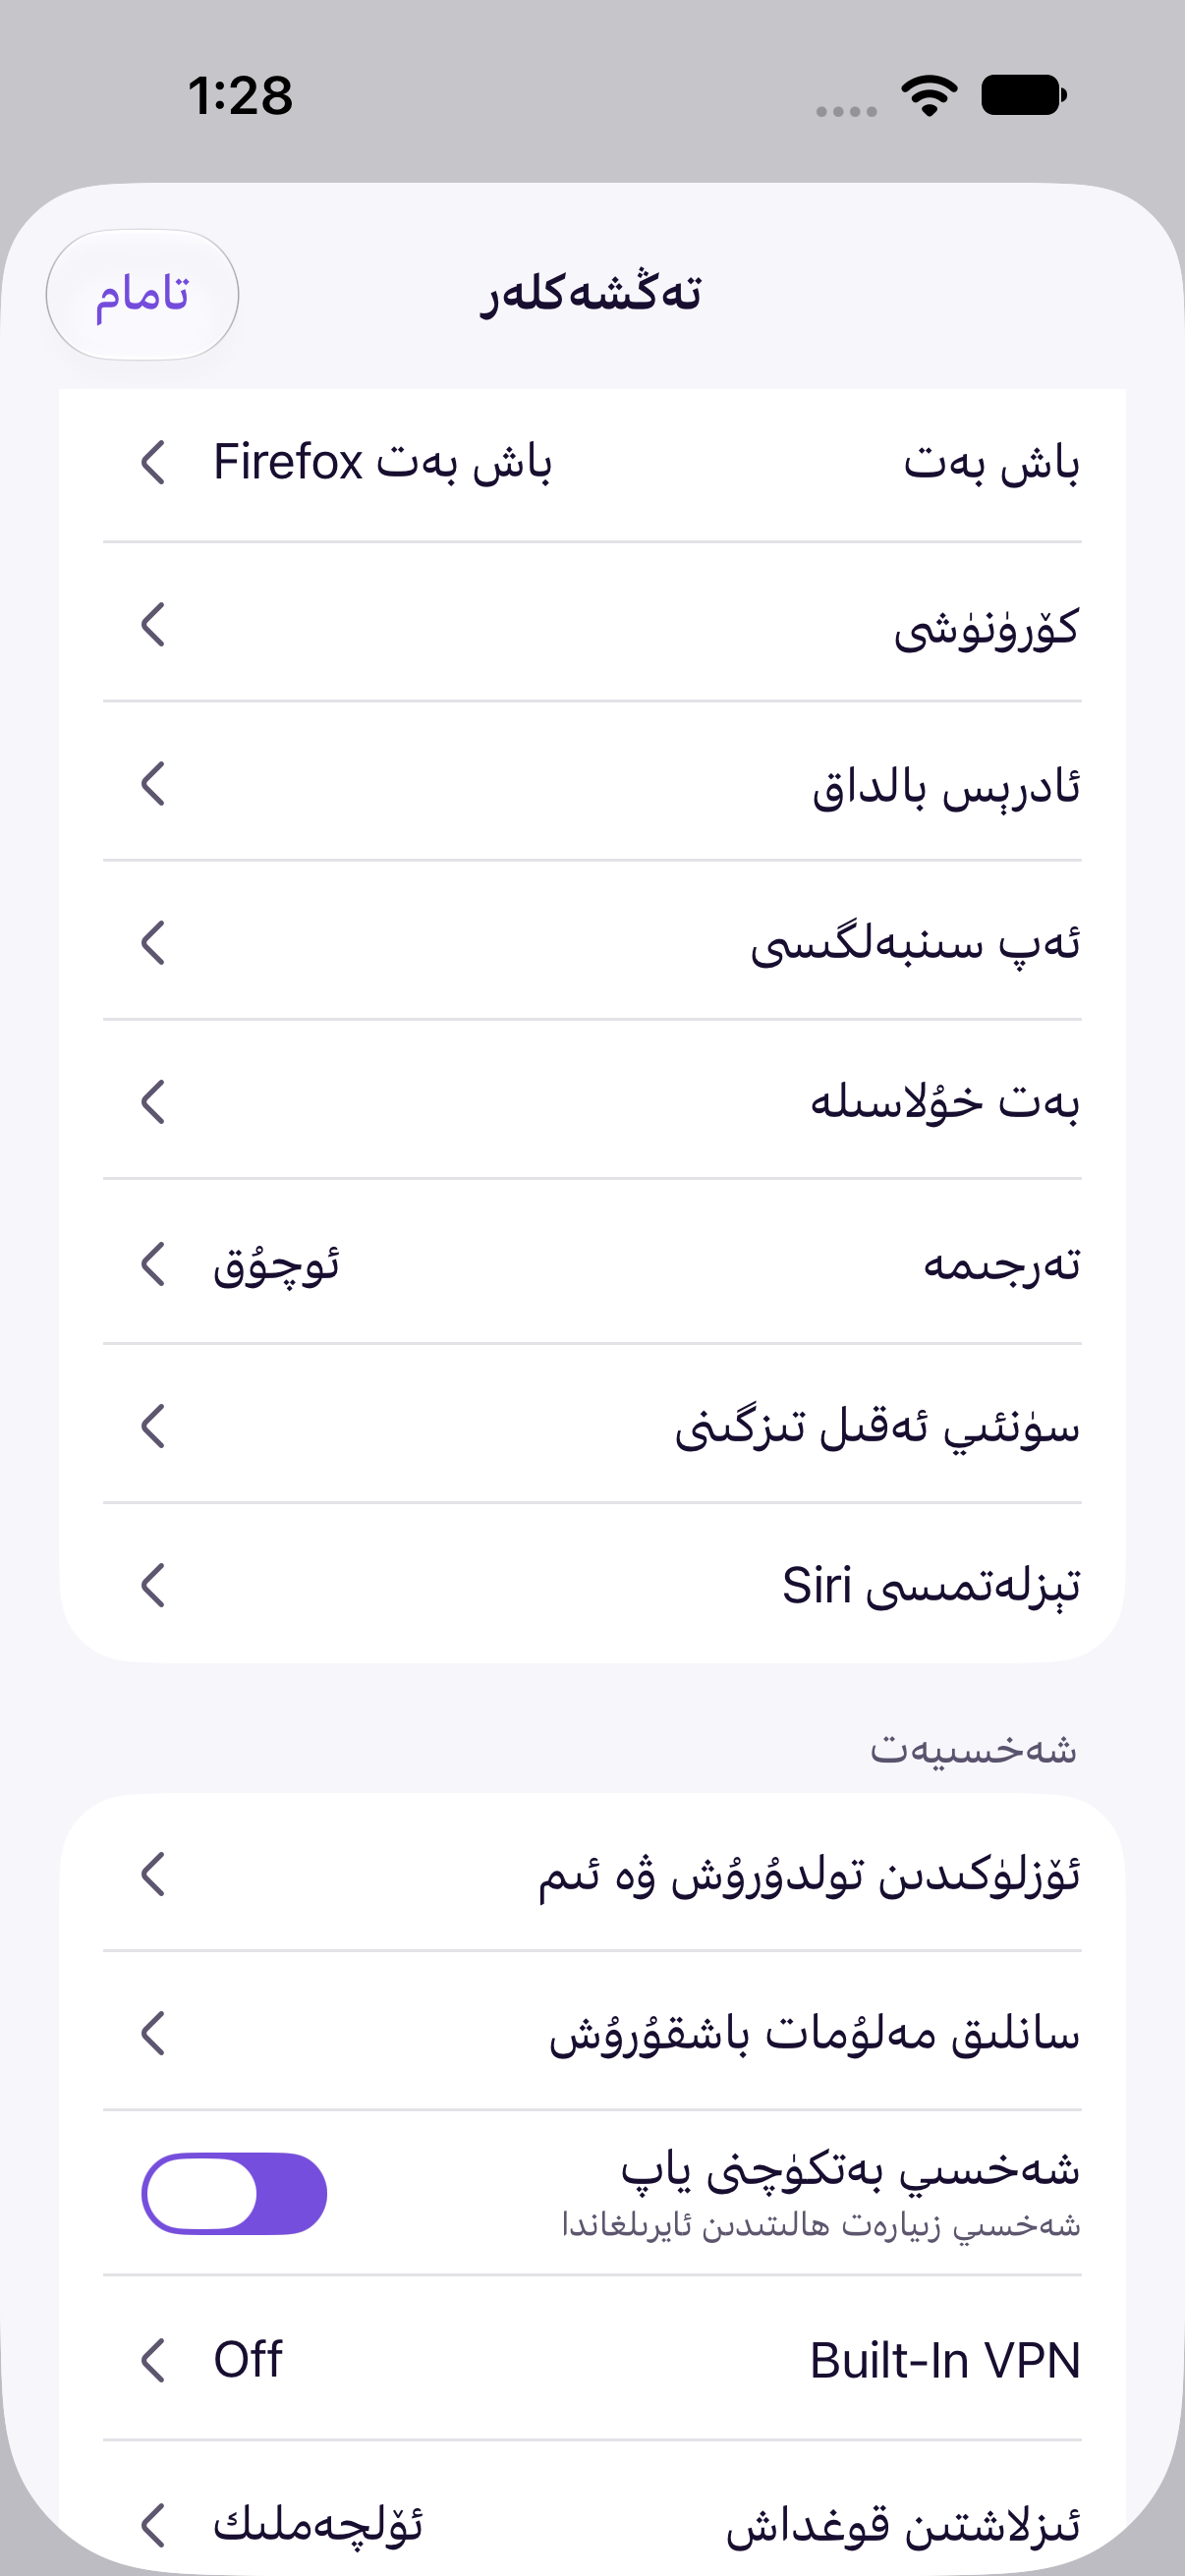 1:28
تەڭشەكلەر
تامام
باش بەت
Firefox باش بەت
كۆرۈنۈشى
ئادرېس بالداق
ئەپ سىنبەلگىسى
بەت خۇلاسىلە
تەرجىمە
ئوچۇق
سۈنئىي ئەقىل تىزگىنى
Siri تېزلەتمىسى
شەخسىيەت
ئۆزلۈكىدىن تولدۇرۇش ۋە ئىم
سانلىق مەلۇمات باشقۇرۇش
شەخسىي بەتكۈچنى ياپ
شەخسىي زىيارەت ھالىتىدىن ئايرىلغاندا
Built-In VPN
Off
ئىزلاشتىن قوغداش
ئۆلچەملىك